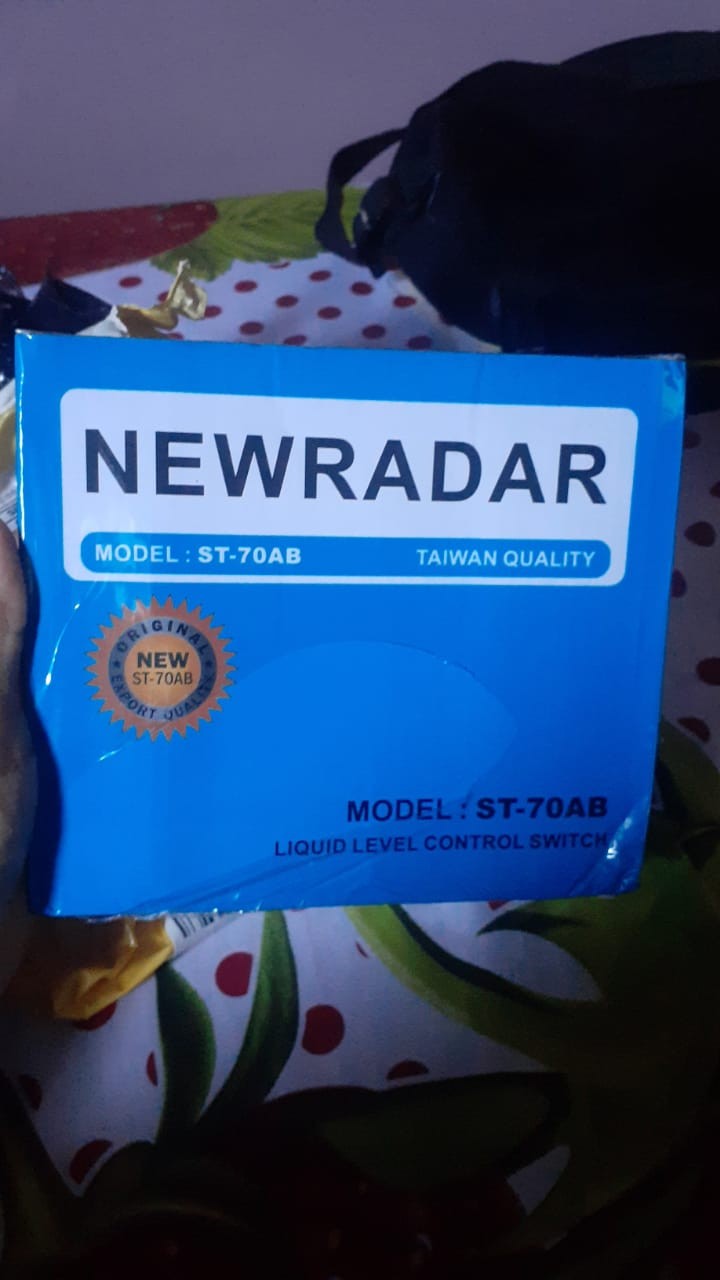 NEWRADAR
MODEL : ST-70AB TAIWAN QUALITY
ORIGINAL
NEW
ST-70AB
EXPORT QUALITY
MODEL : ST-70AB
LIQUID LEVEL CONTROL SWITCH